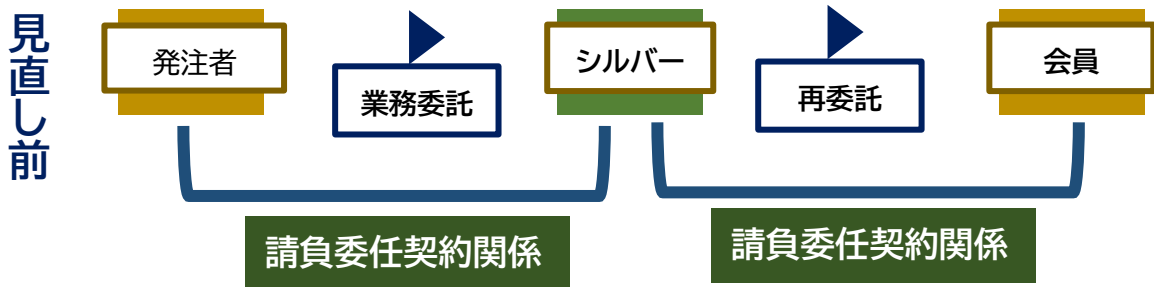 見直し前
発注者
業務委託
シルバー
再委託
会員
請負委任契約関係
請負委任契約関係